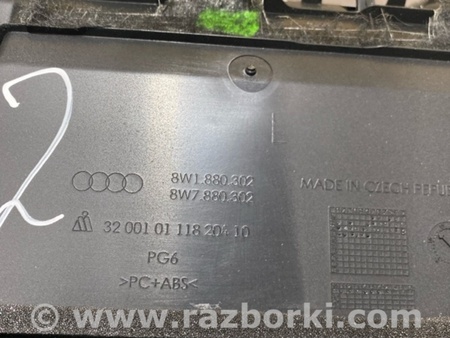 2
8W1.880.302
8W7.880.302
MADE IN CZECH REPU
32 001 01 118 204 10
PG6
>PC+ABS<
www.razborki.com